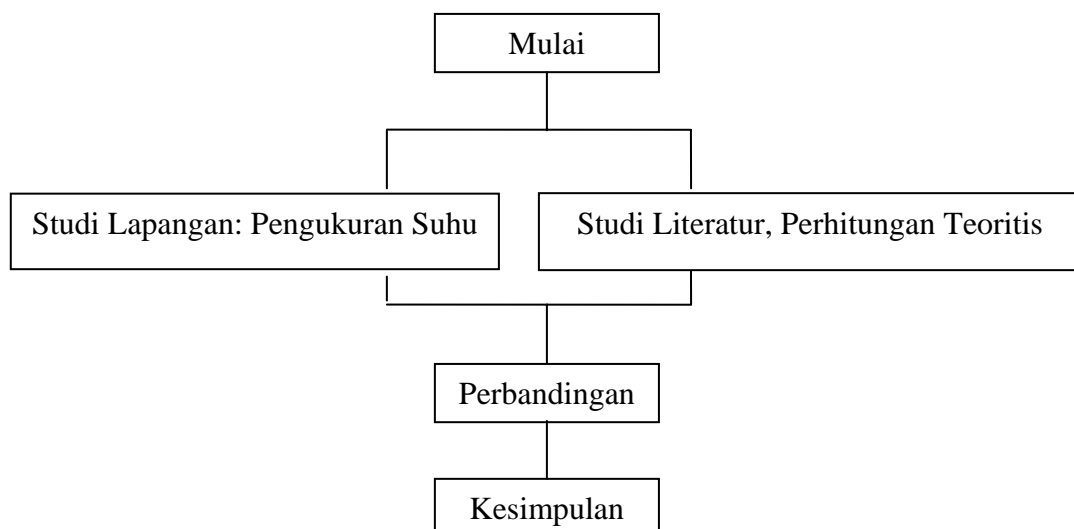 Mulai
Studi Lapangan: Pengukuran Suhu
Studi Literatur, Perhitungan Teoritis
Perbandingan
Kesimpulan